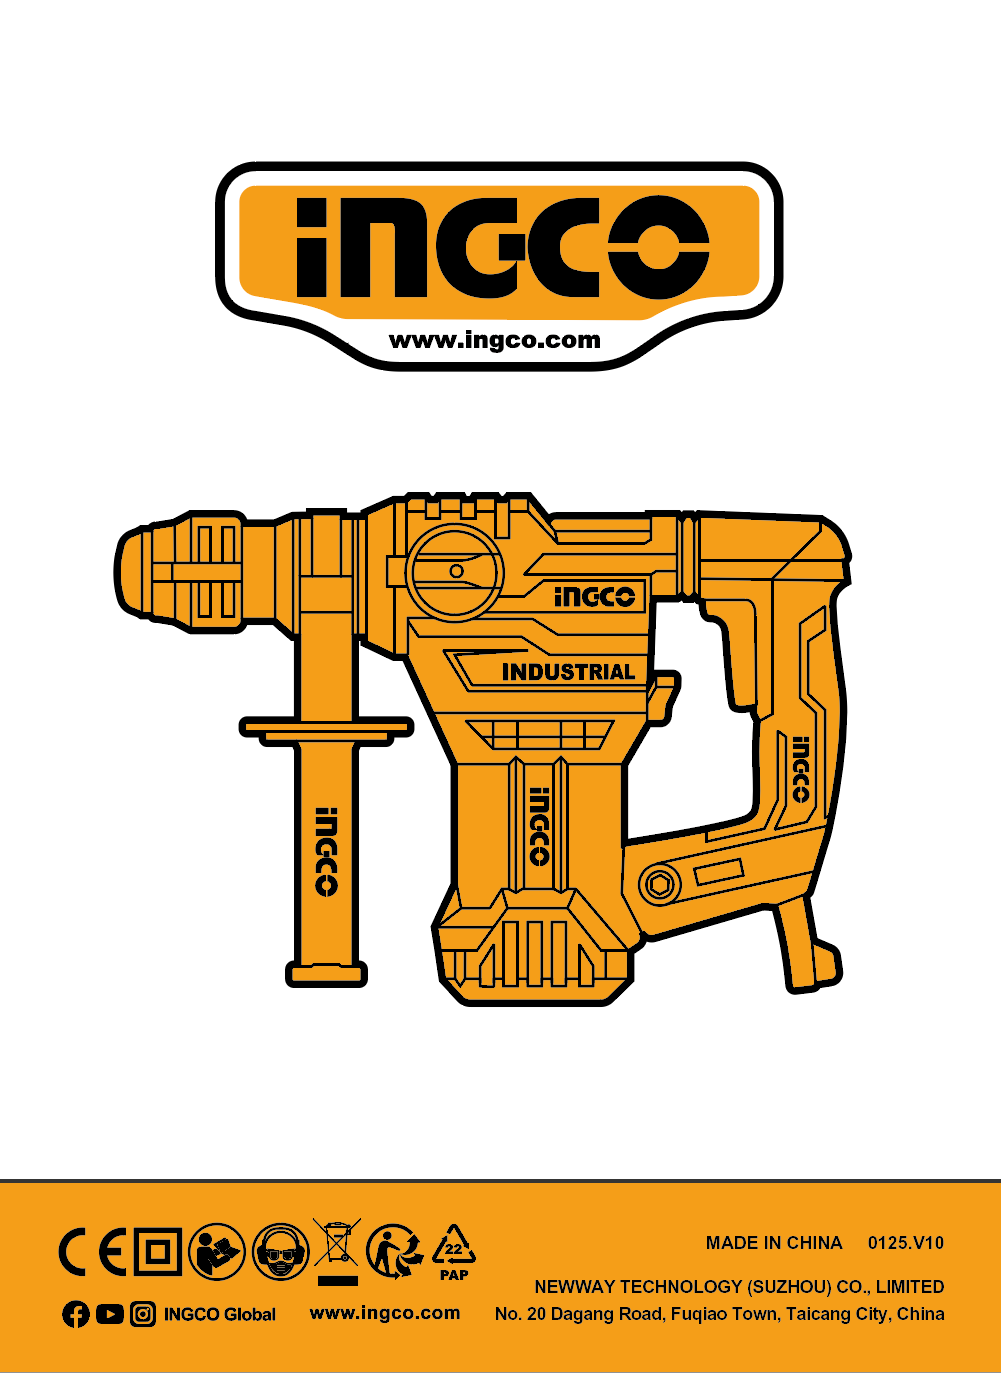 INGCO
www.ingco.com
INGCO
INDUSTRIAL
INGCO
INGCO
INGCO
CE
22
PAP
MADE IN CHINA 0125.V10
NEWWAY TECHNOLOGY (SUZHOU) CO., LIMITED
INGCO Global
www.ingco.com
No. 20 Dagang Road, Fuqiao Town, Taicang City, China